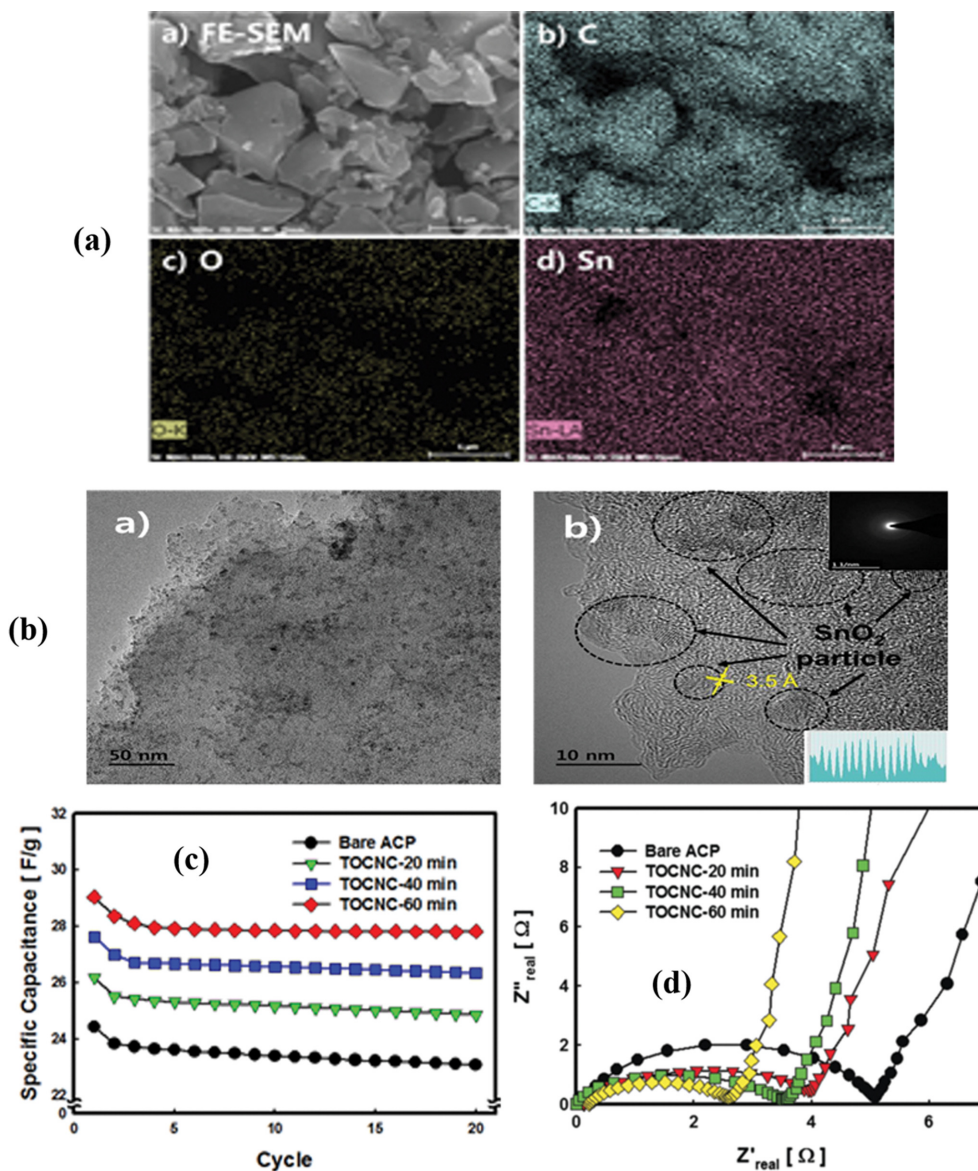 a) FE-SEM
b) C
C-K
(a)
c) O
O-K
d) Sn
Sn-LA
a)
50 nm
(b)
b)
1 1/nm
SnO2
particle
3.5 Å
10 nm
(c)
Bare ACP
TOCNC-20 min
TOCNC-40 min
TOCNC-60 min
Specific Capacitance [ F/g ]
32
30
28
26
24
22
0
0 5 10 15 20
Cycle
(d)
Bare ACP
TOCNC-20 min
TOCNC-40 min
TOCNC-60 min
Z''real [ Ω ]
10
8
6
4
2
0
0 2 4 6
Z'real [ Ω ]